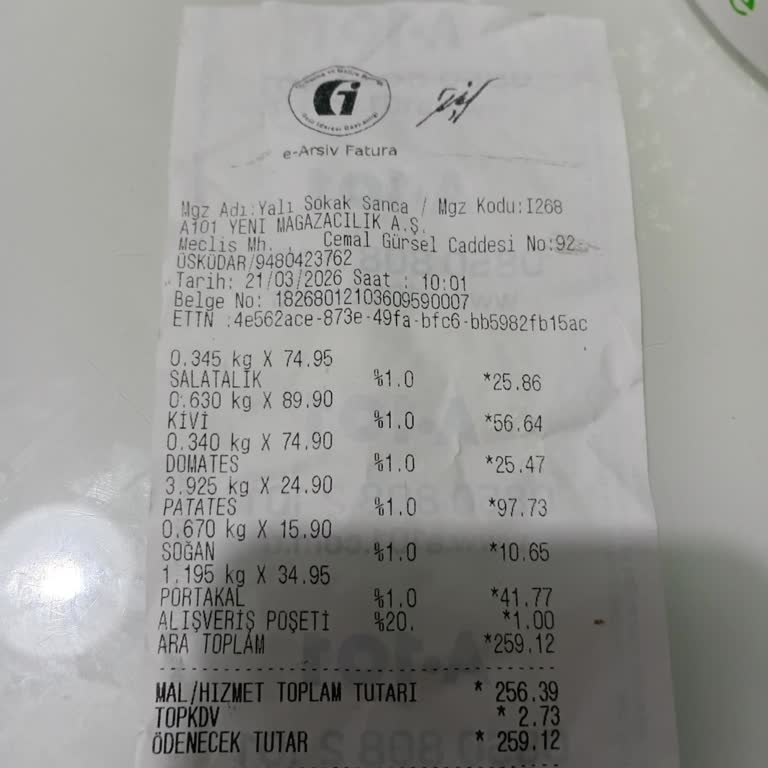 e-Arşiv Fatura
Mgz Adı:Yalı Sokak Sanca / Mgz Kodu:I268
A101 YENİ MAĞAZACILIK A.Ş.
Meclis Mh. , Cemal Gürsel Caddesi No:92
ÜSKÜDAR/9480423762
Tarih: 21/03/2026 Saat : 10:01
Belge No: 18268012103609590007
ETTN :4e562ace-873e-49fa-bfc6-bb5982fb15ac
0.345 kg X 74.95
SALATALIK %1.0 *25.86
0.630 kg X 89.90
KİVİ %1.0 *56.64
0.340 kg X 74.90
DOMATES %1.0 *25.47
3.925 kg X 24.90
PATATES %1.0 *97.73
0.670 kg X 15.90
SOĞAN %1.0 *10.65
1.195 kg X 34.95
PORTAKAL %1.0 *41.77
ALIŞVERİŞ POŞETİ %20. *1.00
ARA TOPLAM *259.12
MAL/HIZMET TOPLAM TUTARI * 256.39
TOPKDV * 2.73
ÖDENECEK TUTAR * 259.12